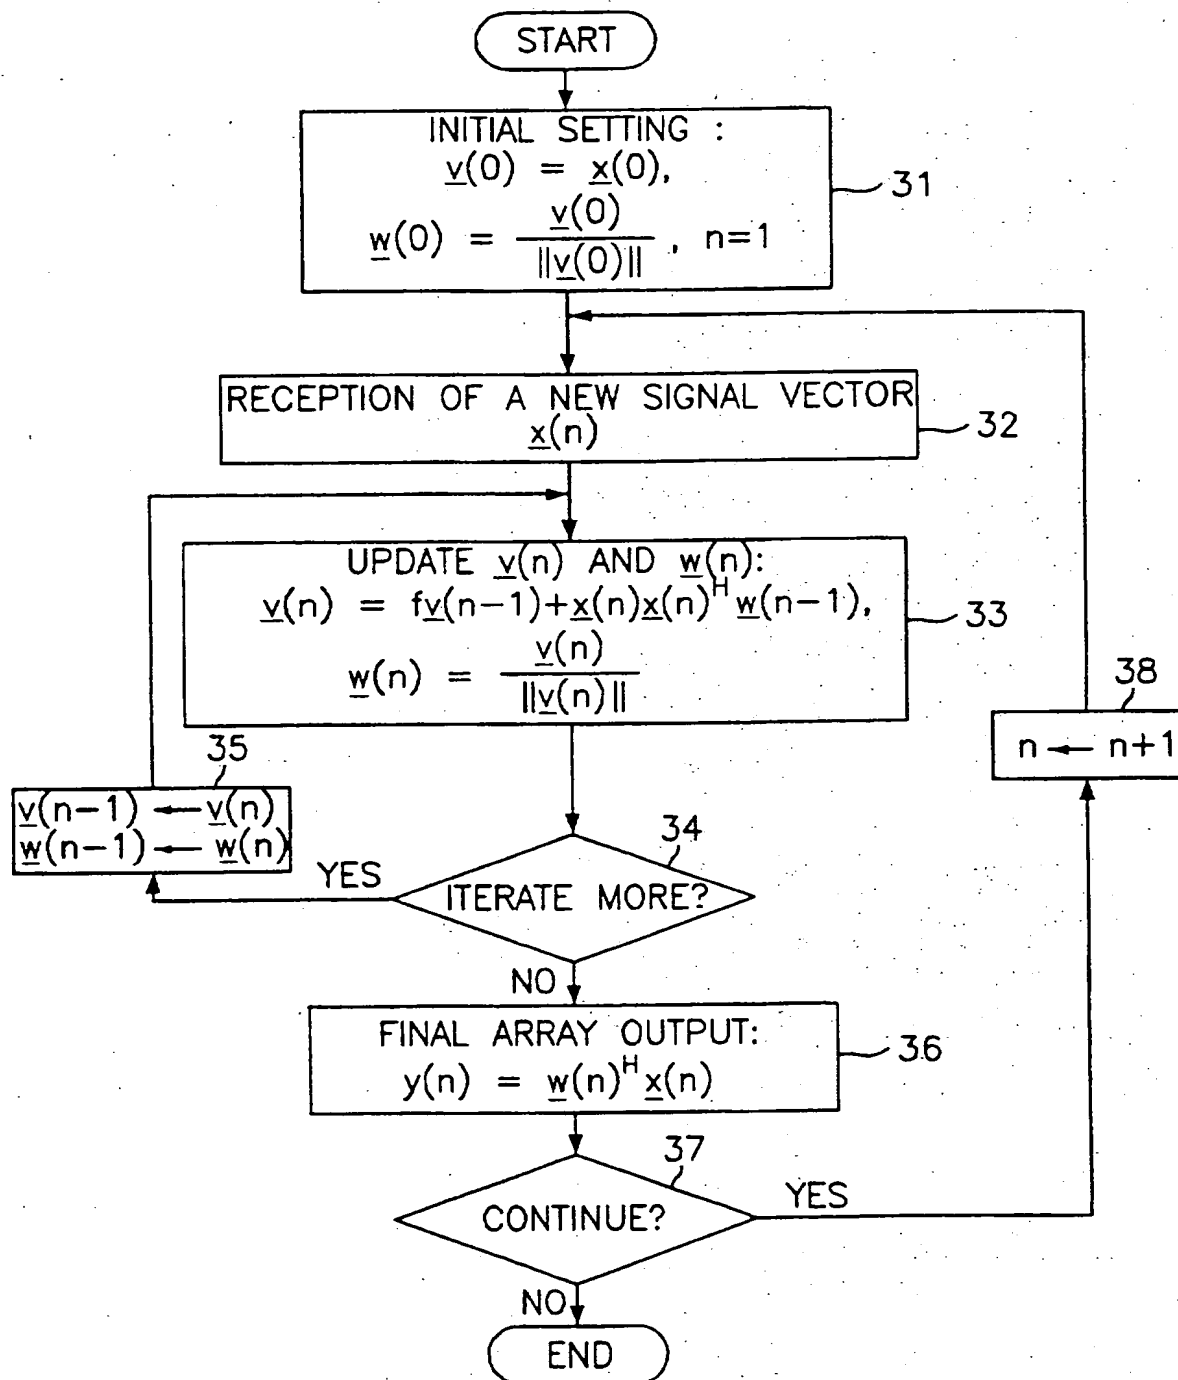 START
INITIAL SETTING :
v(0) = x(0),
w(0) = v(0) / ||v(0)|| , n=1
31
RECEPTION OF A NEW SIGNAL VECTOR
x(n)
32
UPDATE v(n) AND w(n):
v(n) = fv(n-1)+x(n)x(n)^H w(n-1),
w(n) = v(n) / ||v(n)||
33
38
n ← n+1
35
v(n-1) ← v(n)
w(n-1) ← w(n)
34
YES
ITERATE MORE?
NO
FINAL ARRAY OUTPUT:
y(n) = w(n)^H x(n)
36
37
CONTINUE?
YES
NO
END